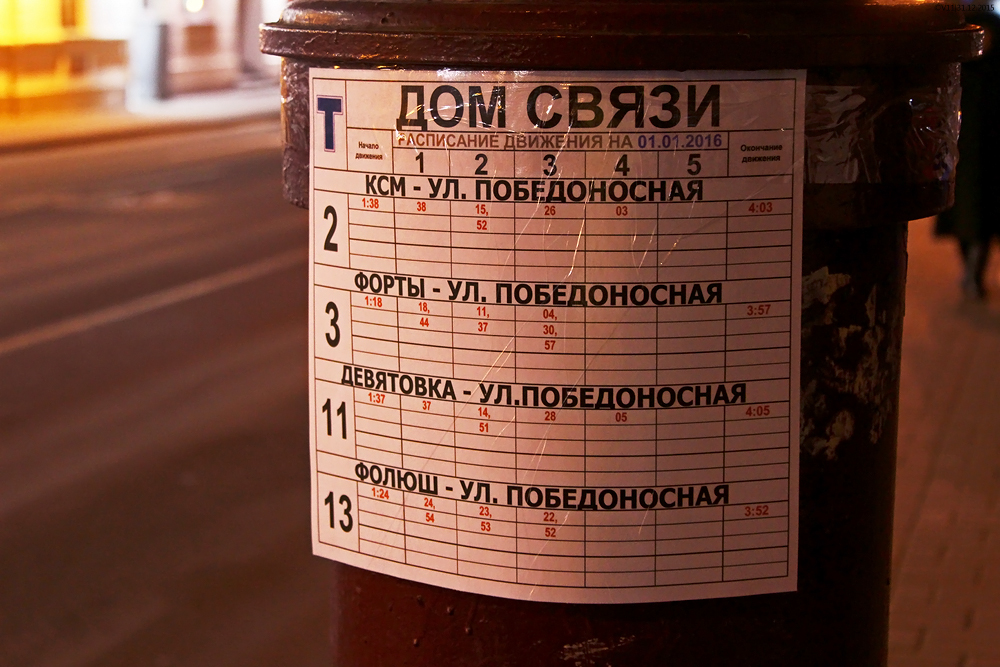 Т
ДОМ СВЯЗИ
РАСПИСАНИЕ ДВИЖЕНИЯ НА 01.01.2016
Начало движения 1 2 3 4 5 Окончание движения
КСМ - УЛ. ПОБЕДОНОСНАЯ
2 1:38 38 15, 26 03 4:03
52
ФОРТЫ - УЛ. ПОБЕДОНОСНАЯ
3 1:18 18, 11, 04, 3:57
44 37 30,
57
ДЕВЯТОВКА - УЛ.ПОБЕДОНОСНАЯ
11 1:37 37 14, 28 05 4:05
51
ФОЛЮШ - УЛ. ПОБЕДОНОСНАЯ
13 1:24 24, 23, 22, 3:52
54 53 52